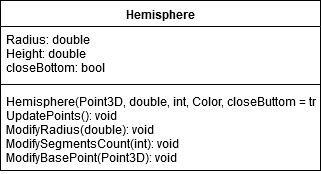 Hemisphere
Radius: double
Height: double
closeBottom: bool
Hemisphere(Point3D, double, int, Color, closeButtom = tr
UpdatePoints(): void
ModifyRadius(double): void
ModifySegmentsCount(int): void
ModifyBasePoint(Point3D): void